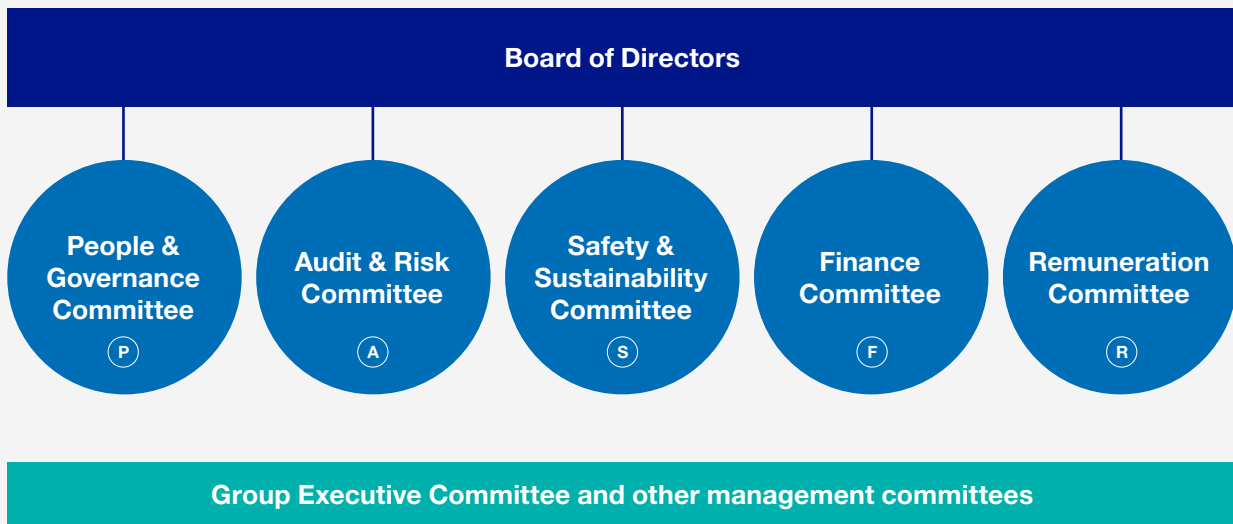 Board of Directors
People &
Governance
Committee
P
Audit & Risk
Committee
A
Safety &
Sustainability
Committee
S
Finance
Committee
F
Remuneration
Committee
R
Group Executive Committee and other management committees